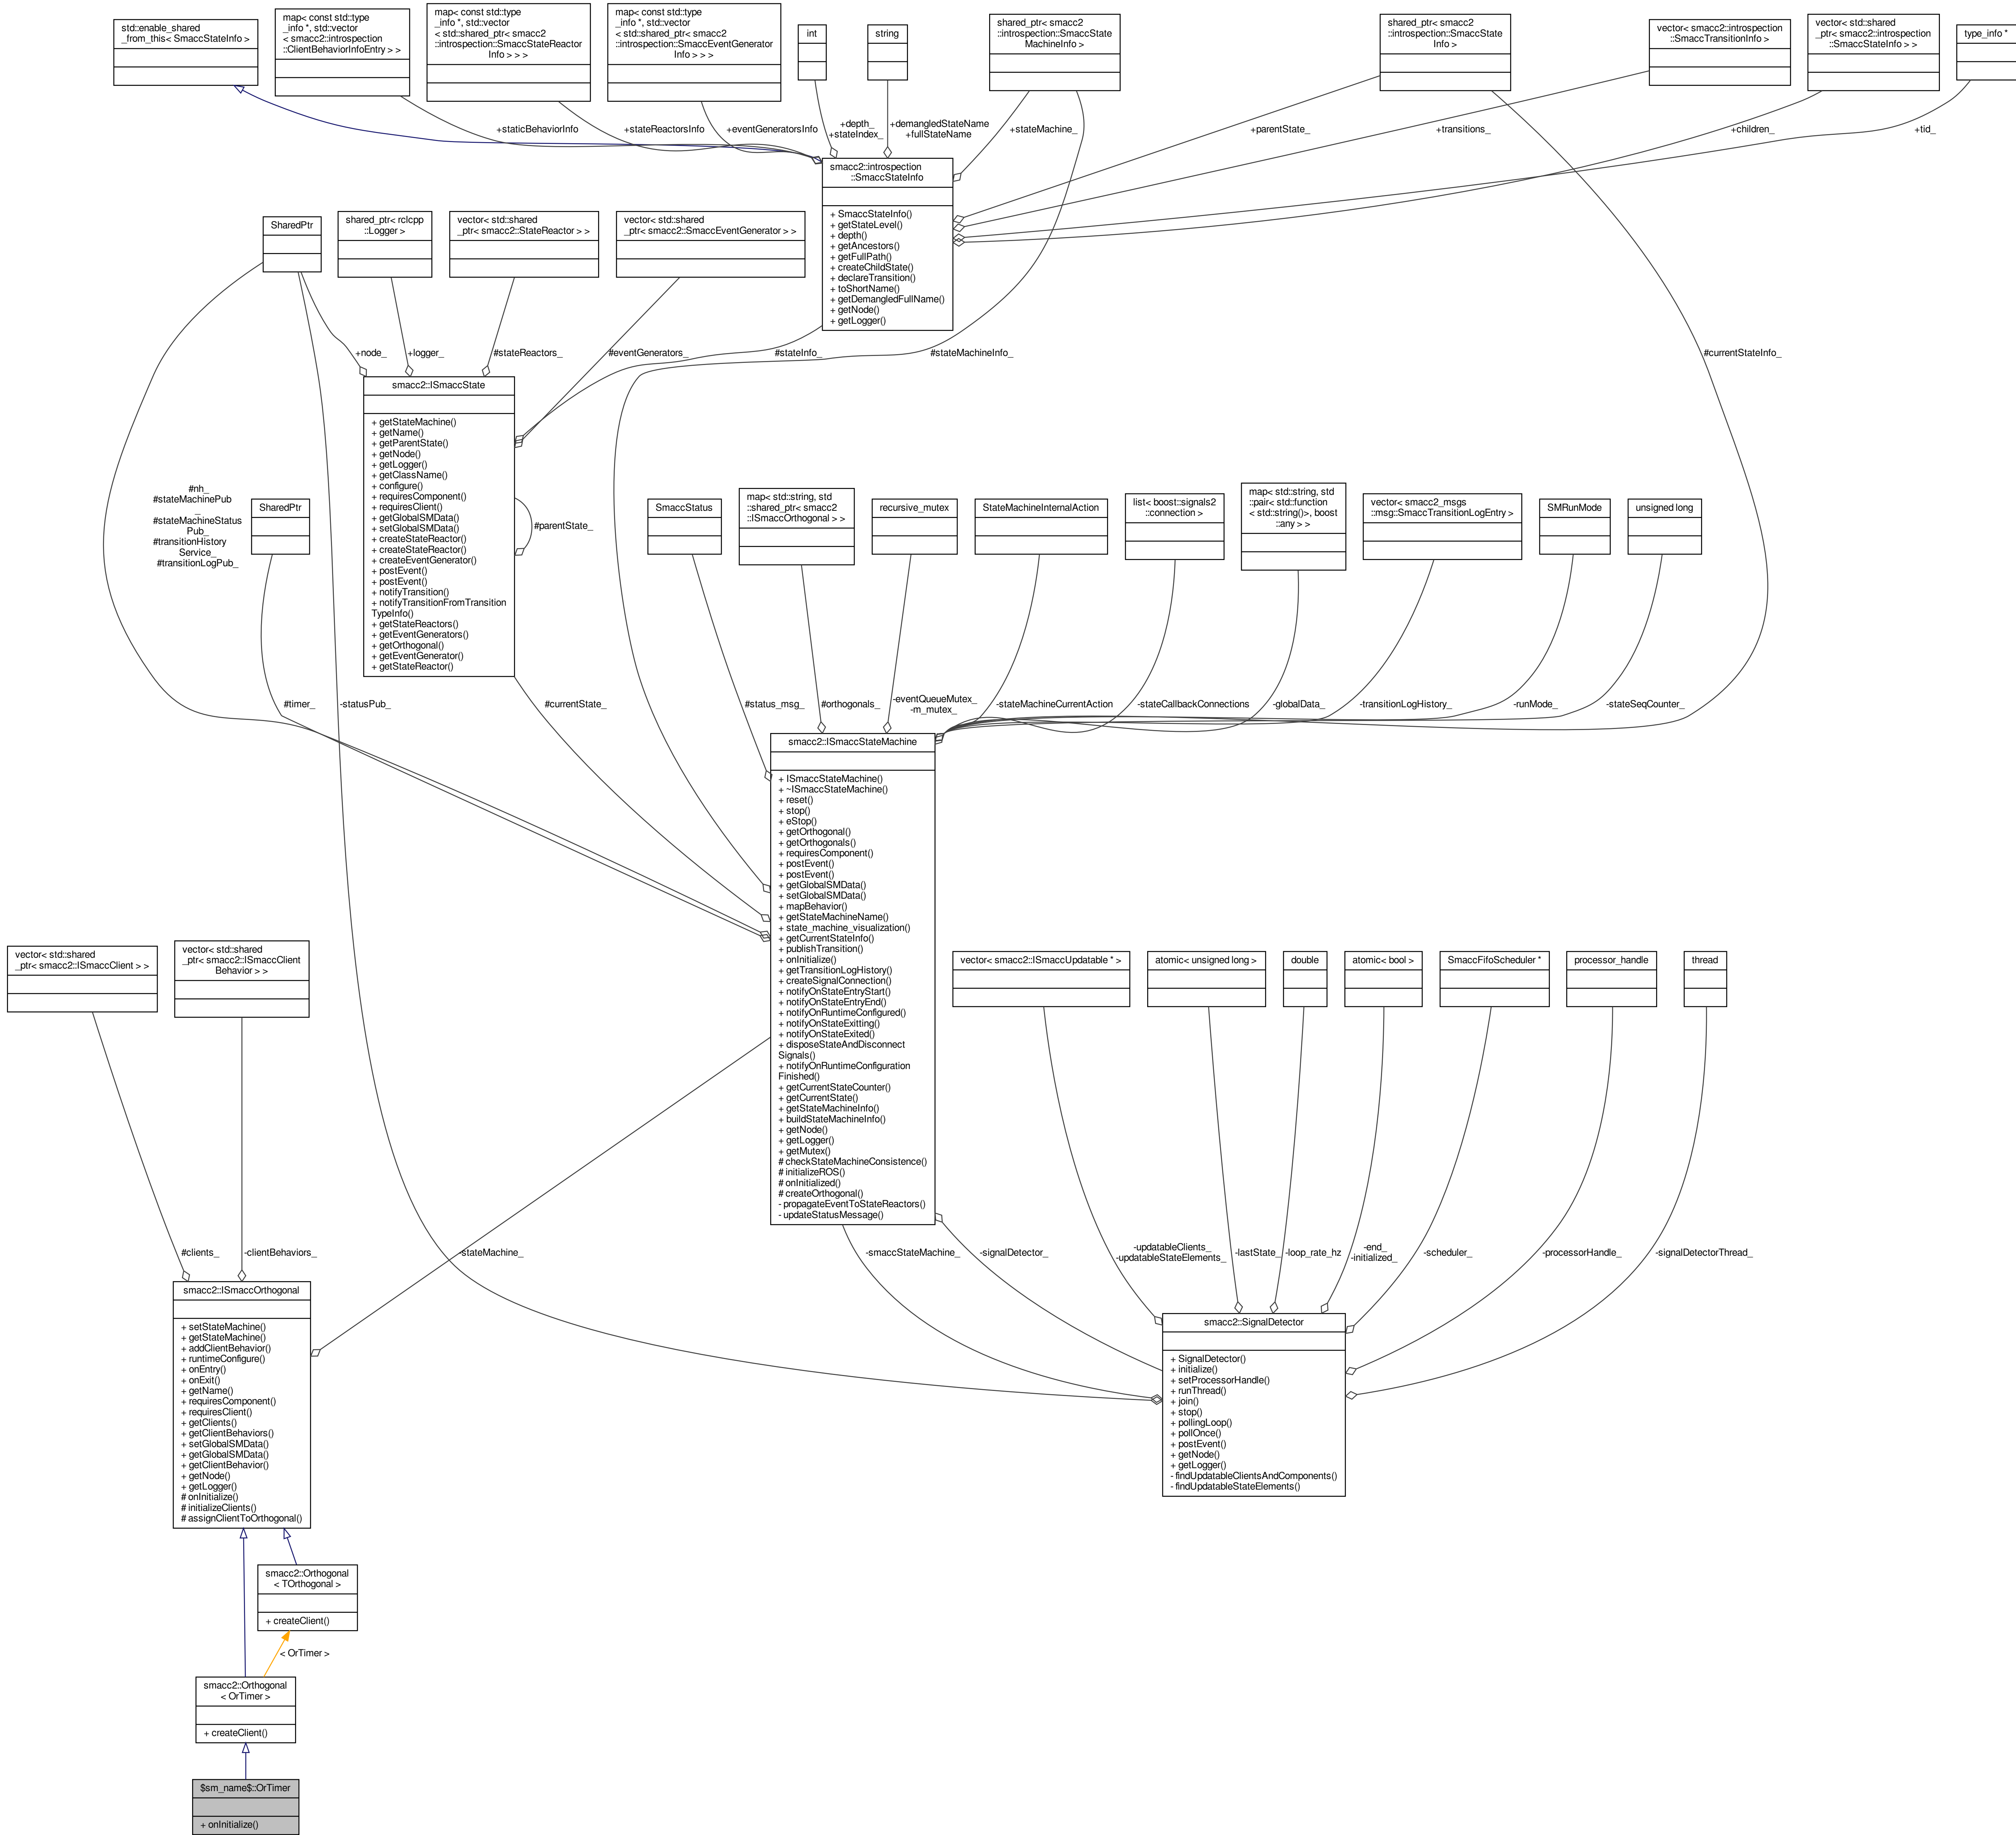 std::enable_shared
_from_this< SmaccStateInfo >
map< const std::type
_info *, std::vector
< smacc2::introspection
::ClientBehaviorInfoEntry > >
map< const std::type
_info *, std::vector
< std::shared_ptr< smacc2
::introspection::SmaccStateReactor
Info > > >
map< const std::type
_info *, std::vector
< std::shared_ptr< smacc2
::introspection::SmaccEventGenerator
Info > > >
int
string
shared_ptr< smacc2
::introspection::SmaccState
MachineInfo >
shared_ptr< smacc2
::introspection::SmaccState
Info >
vector< smacc2::introspection
::SmaccTransitionInfo >
vector< std::shared
_ptr< smacc2::introspection
::SmaccStateInfo > >
type_info *
+staticBehaviorInfo
+stateReactorsInfo
+eventGeneratorsInfo
+depth_
+stateIndex_
+demangledStateName
+fullStateName
+stateMachine_
+parentState_
+transitions_
+children_
+tid_
smacc2::introspection
::SmaccStateInfo
+ SmaccStateInfo()
+ getStateLevel()
+ depth()
+ getAncestors()
+ getFullPath()
+ createChildState()
+ declareTransition()
+ toShortName()
+ getDemangledFullName()
+ getNode()
+ getLogger()
SharedPtr
shared_ptr< rclcpp
::Logger >
vector< std::shared
_ptr< smacc2::StateReactor > >
vector< std::shared
_ptr< smacc2::SmaccEventGenerator > >
+node_
+logger_
#stateReactors_
#eventGenerators_
#stateInfo_
#stateMachineInfo_
#currentStateInfo_
smacc2::ISmaccState
+ getStateMachine()
+ getName()
+ getParentState()
+ getNode()
+ getLogger()
+ getClassName()
+ configure()
+ requiresComponent()
+ requiresClient()
+ getGlobalSMData()
+ setGlobalSMData()
+ createStateReactor()
+ createStateReactor()
+ createEventGenerator()
+ postEvent()
+ postEvent()
+ notifyTransition()
+ notifyTransitionFromTransition
TypeInfo()
+ getStateReactors()
+ getEventGenerators()
+ getOrthogonal()
+ getEventGenerator()
+ getStateReactor()
#parentState_
#nh_
#stateMachinePub
_
#stateMachineStatus
Pub_
#transitionHistory
Service_
#transitionLogPub_
SharedPtr
SmaccStatus
map< std::string, std
::shared_ptr< smacc2
::ISmaccOrthogonal > >
recursive_mutex
StateMachineInternalAction
list< boost::signals2
::connection >
map< std::string, std
::pair< std::function
< std::string()>, boost
::any > >
vector< smacc2_msgs
::msg::SmaccTransitionLogEntry >
SMRunMode
unsigned long
#timer_
-statusPub_
#currentState_
#status_msg_
#orthogonals_
-eventQueueMutex_
-m_mutex_
-stateMachineCurrentAction
-stateCallbackConnections
-globalData_
-transitionLogHistory_
-runMode_
-stateSeqCounter_
smacc2::ISmaccStateMachine
+ ISmaccStateMachine()
+ ~ISmaccStateMachine()
+ reset()
+ stop()
+ eStop()
+ getOrthogonal()
+ getOrthogonals()
+ requiresComponent()
+ postEvent()
+ postEvent()
+ getGlobalSMData()
+ setGlobalSMData()
+ mapBehavior()
+ getStateMachineName()
+ state_machine_visualization()
+ getCurrentStateInfo()
+ publishTransition()
+ onInitialize()
+ getTransitionLogHistory()
+ createSignalConnection()
+ notifyOnStateEntryStart()
+ notifyOnStateEntryEnd()
+ notifyOnRuntimeConfigured()
+ notifyOnStateExitting()
+ notifyOnStateExited()
+ disposeStateAndDisconnect
Signals()
+ notifyOnRuntimeConfiguration
Finished()
+ getCurrentStateCounter()
+ getCurrentState()
+ getStateMachineInfo()
+ buildStateMachineInfo()
+ getNode()
+ getLogger()
+ getMutex()
# checkStateMachineConsistence()
# initializeROS()
# onInitialized()
# createOrthogonal()
- propagateEventToStateReactors()
- updateStatusMessage()
vector< std::shared
_ptr< smacc2::ISmaccClient > >
vector< std::shared
_ptr< smacc2::ISmaccClient
Behavior > >
vector< smacc2::ISmaccUpdatable * >
atomic< unsigned long >
double
atomic< bool >
SmaccFifoScheduler *
processor_handle
thread
#clients_
-clientBehaviors_
-stateMachine_
-smaccStateMachine_
-signalDetector_
-updatableClients_
-updatableStateElements_
-lastState_
-loop_rate_hz
-end_
-initialized_
-scheduler_
-processorHandle_
-signalDetectorThread_
smacc2::ISmaccOrthogonal
+ setStateMachine()
+ getStateMachine()
+ addClientBehavior()
+ runtimeConfigure()
+ onEntry()
+ onExit()
+ getName()
+ requiresComponent()
+ requiresClient()
+ getClients()
+ getClientBehaviors()
+ setGlobalSMData()
+ getGlobalSMData()
+ getClientBehavior()
+ getNode()
+ getLogger()
# onInitialize()
# initializeClients()
# assignClientToOrthogonal()
smacc2::SignalDetector
+ SignalDetector()
+ initialize()
+ setProcessorHandle()
+ runThread()
+ join()
+ stop()
+ pollingLoop()
+ pollOnce()
+ postEvent()
+ getNode()
+ getLogger()
- findUpdatableClientsAndComponents()
- findUpdatableStateElements()
smacc2::Orthogonal
< TOrthogonal >
+ createClient()
< OrTimer >
smacc2::Orthogonal
< OrTimer >
+ createClient()
$sm_name$::OrTimer
+ onInitialize()